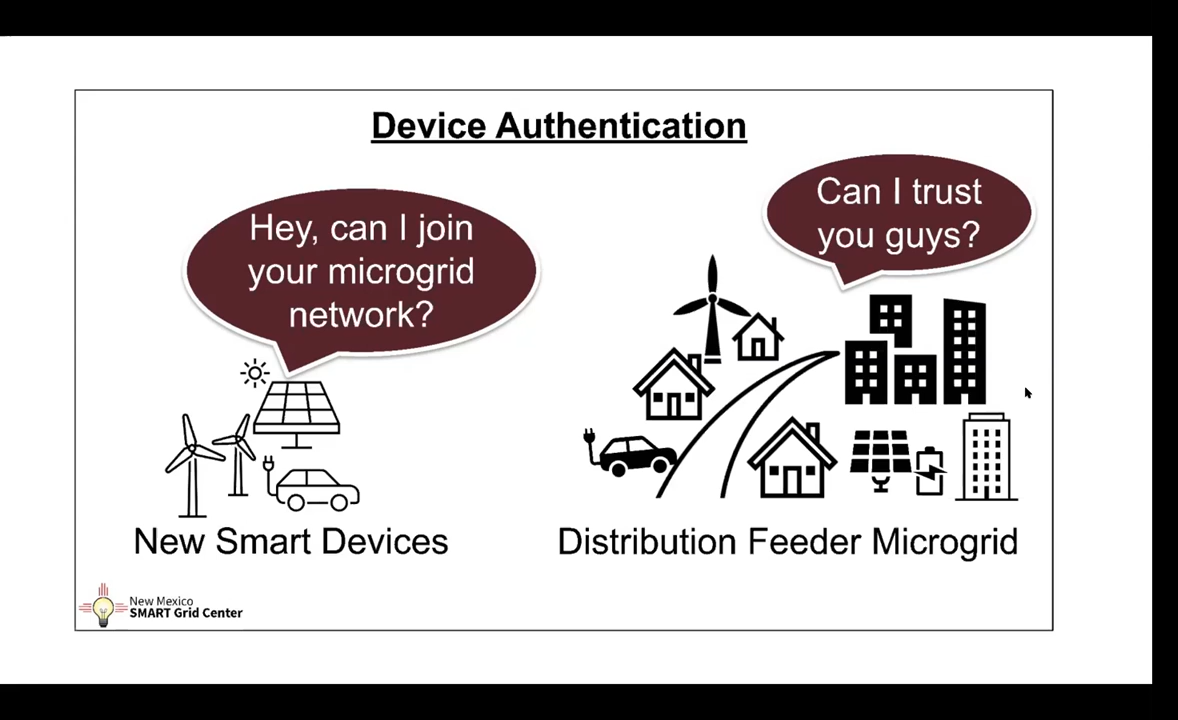 Device Authentication
Hey, can I join
your microgrid
network?
Can I trust
you guys?
New Smart Devices
Distribution Feeder Microgrid
New Mexico
SMART Grid Center